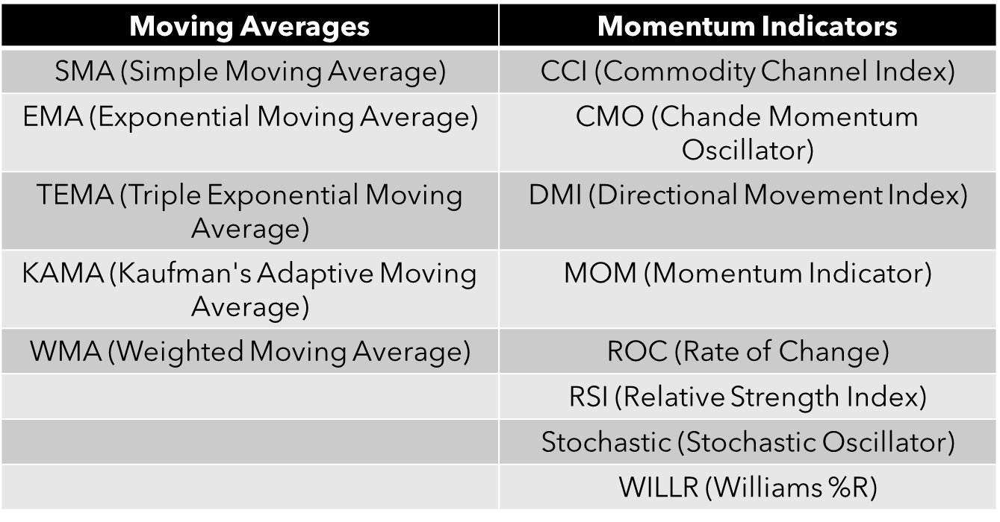 Moving Averages
Momentum Indicators
SMA (Simple Moving Average)
CCI (Commodity Channel Index)
EMA (Exponential Moving Average)
CMO (Chande Momentum
Oscillator)
TEMA (Triple Exponential Moving
Average)
DMI (Directional Movement Index)
KAMA (Kaufman's Adaptive Moving
Average)
MOM (Momentum Indicator)
WMA (Weighted Moving Average)
ROC (Rate of Change)
RSI (Relative Strength Index)
Stochastic (Stochastic Oscillator)
WILLR (Williams %R)